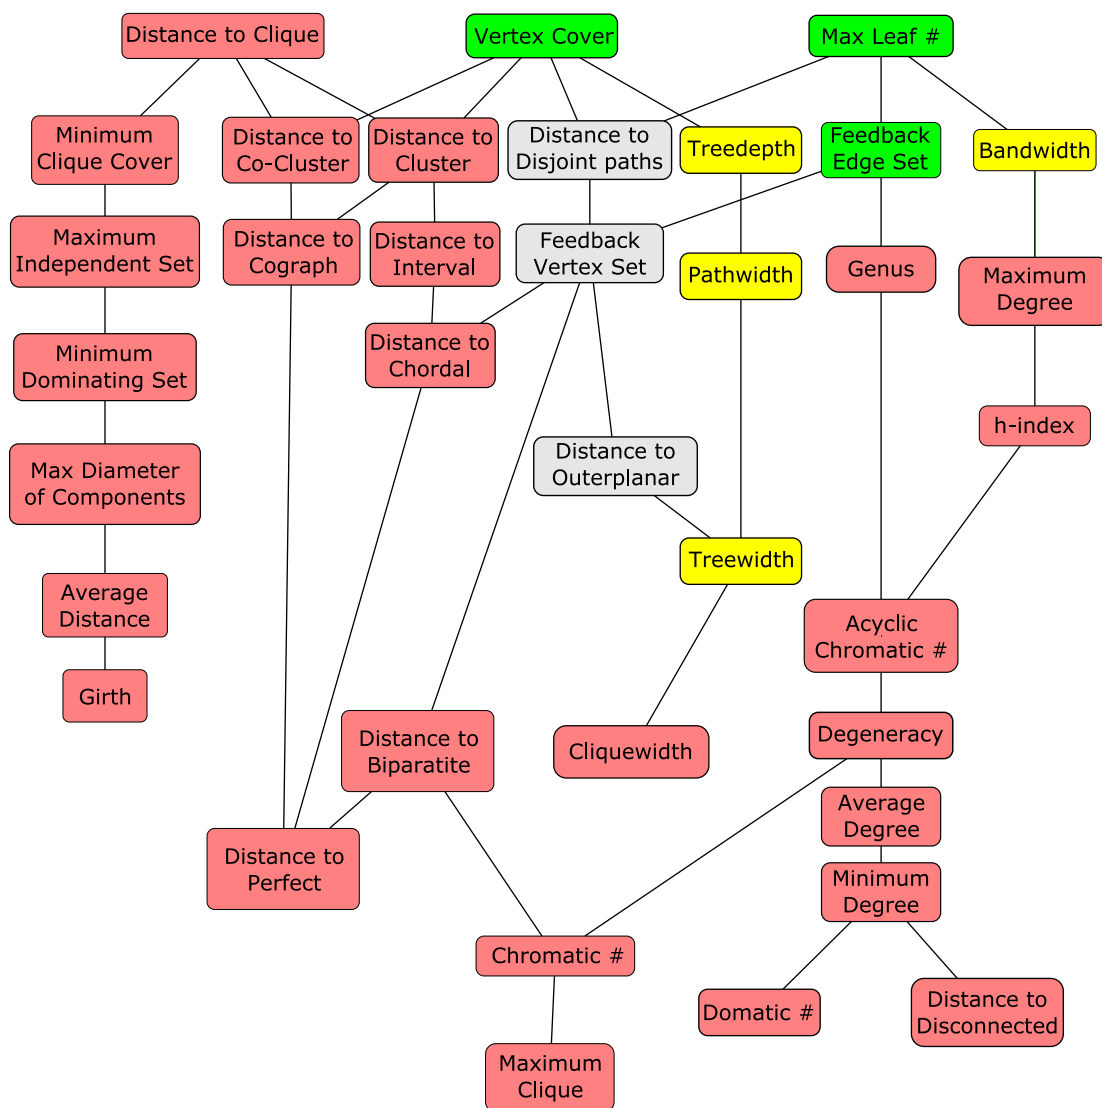 Distance to Clique
Vertex Cover
Max Leaf #
Minimum
Clique Cover
Distance to
Co-Cluster
Distance to
Cluster
Distance to
Disjoint paths
Treedepth
Feedback
Edge Set
Bandwidth
Maximum
Independent Set
Distance to
Cograph
Distance to
Interval
Feedback
Vertex Set
Pathwidth
Genus
Maximum
Degree
Minimum
Dominating Set
Distance to
Chordal
h-index
Max Diameter
of Components
Distance to
Outerplanar
Treewidth
Average
Distance
Acyclic
Chromatic #
Girth
Distance to
Biparatite
Cliquewidth
Degeneracy
Average
Degree
Distance to
Perfect
Minimum
Degree
Chromatic #
Domatic #
Distance to
Disconnected
Maximum
Clique